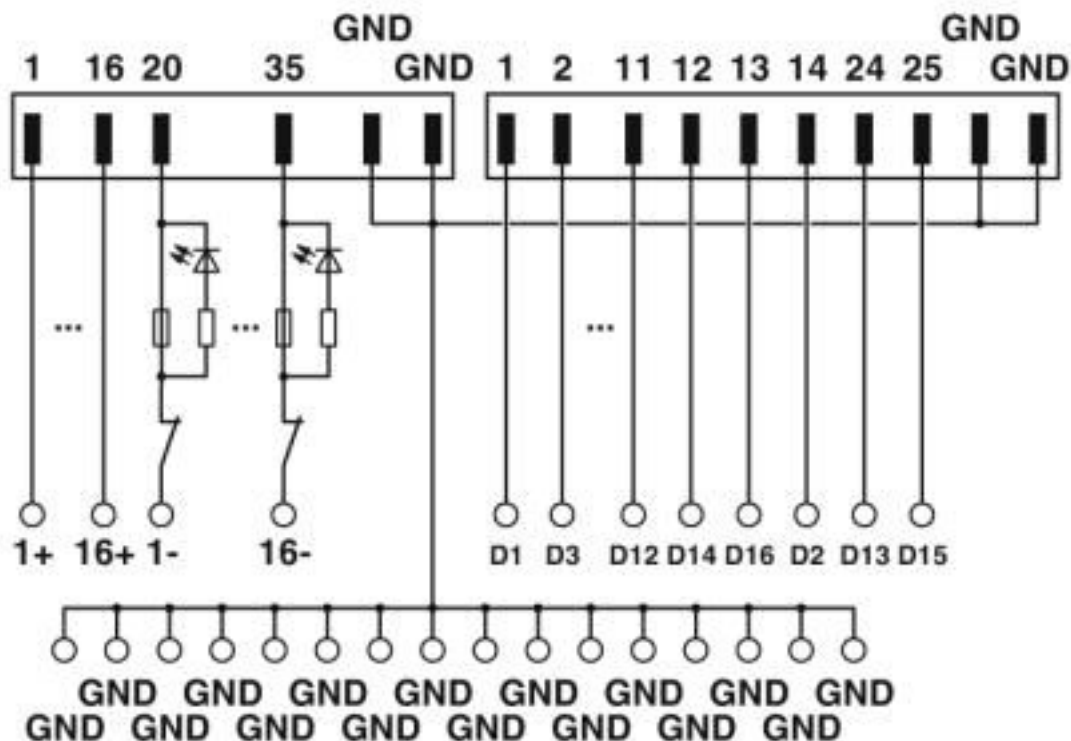 GND GND
1 16 20 35 GND 1 2 11 12 13 14 24 25 GND
... ... ...
1+ 16+ 1- 16- D1 D3 D12 D14 D16 D2 D13 D15
GND GND GND GND GND GND GND GND
GND GND GND GND GND GND GND GND